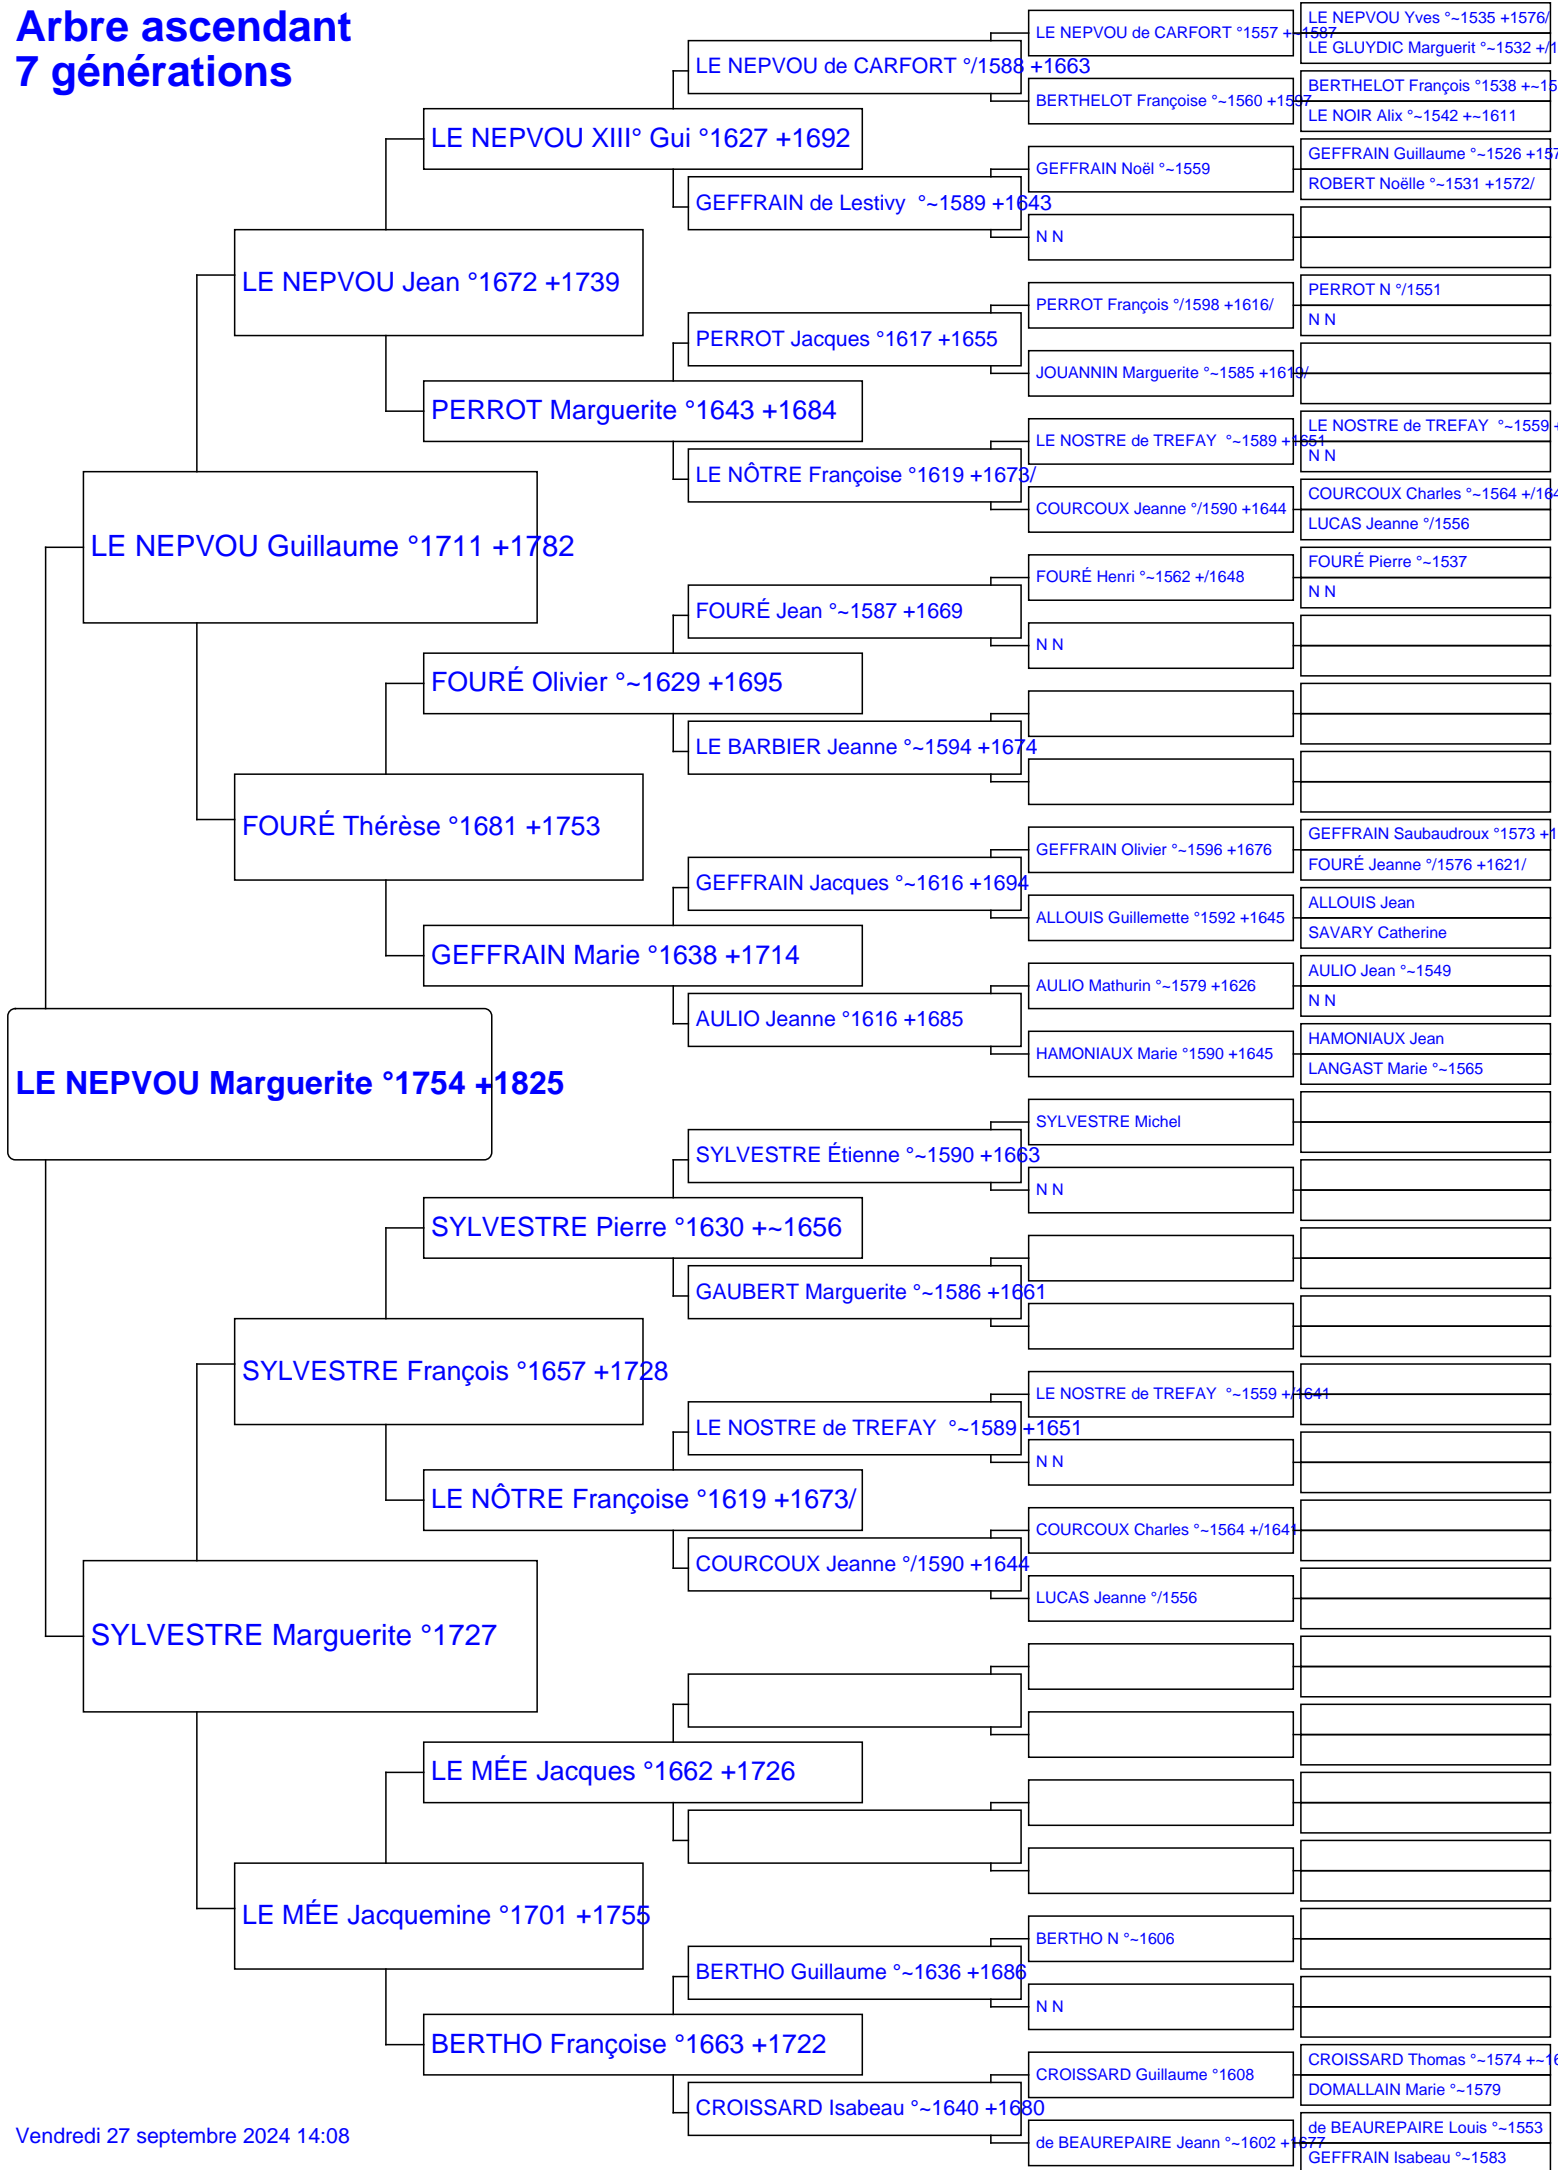 Arbre ascendant
7 générations
LE NEPVOU Marguerite °1754 +1825
LE NEPVOU Guillaume °1711 +1782
SYLVESTRE Marguerite °1727
LE NEPVOU Jean °1672 +1739
FOURÉ Thérèse °1681 +1753
SYLVESTRE François °1657 +1728
LE MÉE Jacquemine °1701 +1755
LE NEPVOU XIII° Gui °1627 +1692
PERROT Marguerite °1643 +1684
FOURÉ Olivier °~1629 +1695
GEFFRAIN Marie °1638 +1714
SYLVESTRE Pierre °1630 +~1656
LE NÔTRE Françoise °1619 +1673/
LE MÉE Jacques °1662 +1726
BERTHO Françoise °1663 +1722
LE NEPVOU de CARFORT °/1588 +1663
GEFFRAIN de Lestivy °~1589 +1643
PERROT Jacques °1617 +1655
LE NÔTRE Françoise °1619 +1673/
FOURÉ Jean °~1587 +1669
LE BARBIER Jeanne °~1594 +1674
GEFFRAIN Jacques °~1616 +1694
AULIO Jeanne °1616 +1685
SYLVESTRE Étienne °~1590 +1663
GAUBERT Marguerite °~1586 +1661
LE NOSTRE de TREFAY °~1589 +1651
COURCOUX Jeanne °/1590 +1644
BERTHO Guillaume °~1636 +1686
CROISSARD Isabeau °~1640 +1680
LE NEPVOU de CARFORT °1557 +~1587
BERTHELOT Françoise °~1560 +1597
GEFFRAIN Noël °~1559
N N
PERROT François °/1598 +1616/
JOUANNIN Marguerite °~1585 +1619/
LE NOSTRE de TREFAY °~1589 +1651
COURCOUX Jeanne °/1590 +1644
FOURÉ Henri °~1562 +/1648
N N
GEFFRAIN Olivier °~1596 +1676
ALLOUIS Guillemette °1592 +1645
AULIO Mathurin °~1579 +1626
HAMONIAUX Marie °1590 +1645
SYLVESTRE Michel
N N
LE NOSTRE de TREFAY °~1559 +/1641
N N
COURCOUX Charles °~1564 +/1641
LUCAS Jeanne °/1556
BERTHO N °~1606
N N
CROISSARD Guillaume °1608
de BEAUREPAIRE Jeann °~1602 +1677
LE NEPVOU Yves °~1535 +1576/
LE GLUYDIC Marguerit °~1532 +/1
BERTHELOT François °1538 +~15
LE NOIR Alix °~1542 +~1611
GEFFRAIN Guillaume °~1526 +157
ROBERT Noëlle °~1531 +1572/
PERROT N °/1551
N N
LE NOSTRE de TREFAY °~1559 +
N N
COURCOUX Charles °~1564 +/164
LUCAS Jeanne °/1556
FOURÉ Pierre °~1537
N N
GEFFRAIN Saubaudroux °1573 +1
FOURÉ Jeanne °/1576 +1621/
ALLOUIS Jean
SAVARY Catherine
AULIO Jean °~1549
N N
HAMONIAUX Jean
LANGAST Marie °~1565
CROISSARD Thomas °~1574 +~16
DOMALLAIN Marie °~1579
de BEAUREPAIRE Louis °~1553
GEFFRAIN Isabeau °~1583
Vendredi 27 septembre 2024 14:08